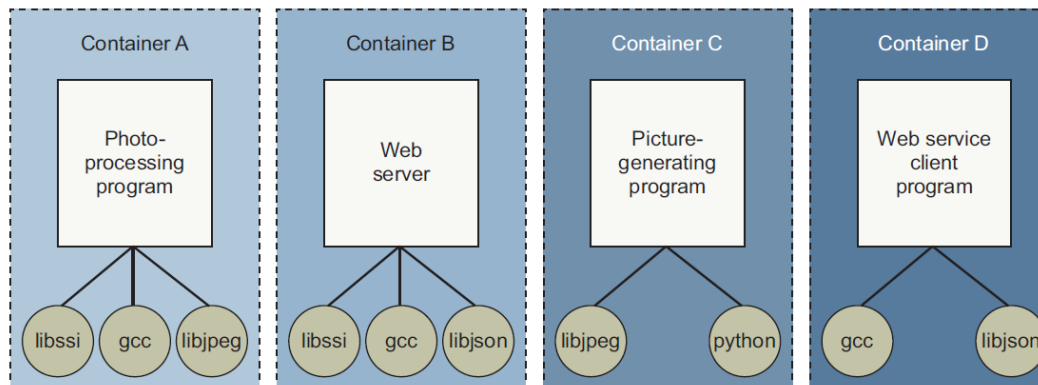 Container A
Photo-
processing
program
libssi
gcc
libjpeg
Container B
Web
server
libssi
gcc
libjson
Container C
Picture-
generating
program
libjpeg
python
Container D
Web service
client
program
gcc
libjson